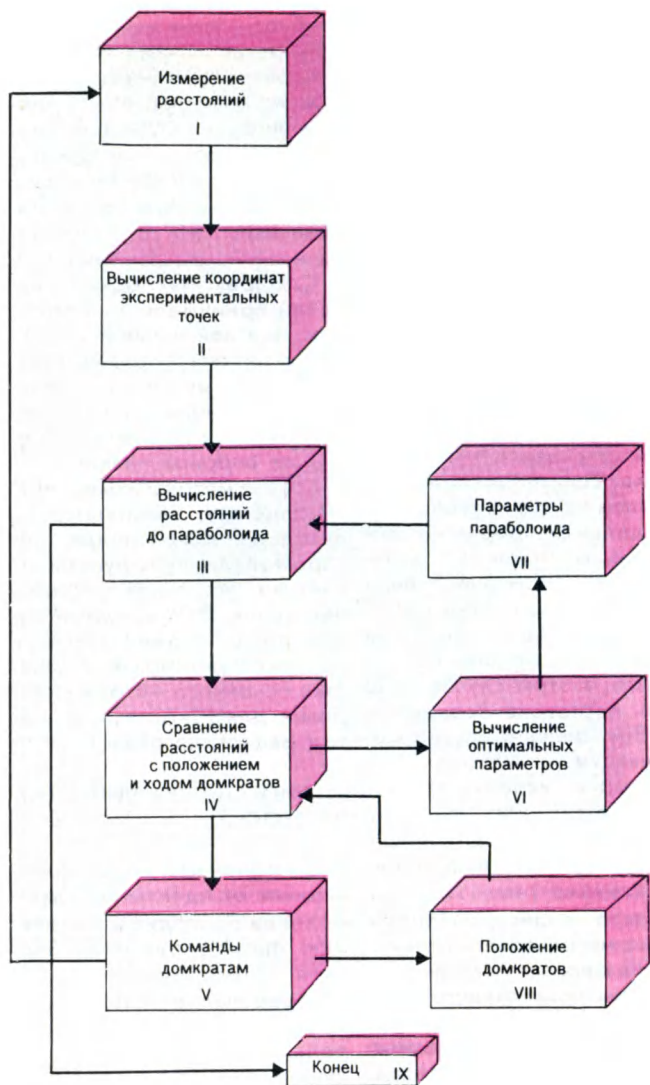 Измерение
расстояний
I
Вычисление координат
экспериментальных
точек
II
Вычисление
расстояний
до параболоида
III
Параметры
параболоида
VII
Сравнение
расстояний
с положением
и ходом домкратов
IV
Вычисление
оптимальных
параметров
VI
Команды
домкратам
V
Положение
домкратов
VIII
Конец IX